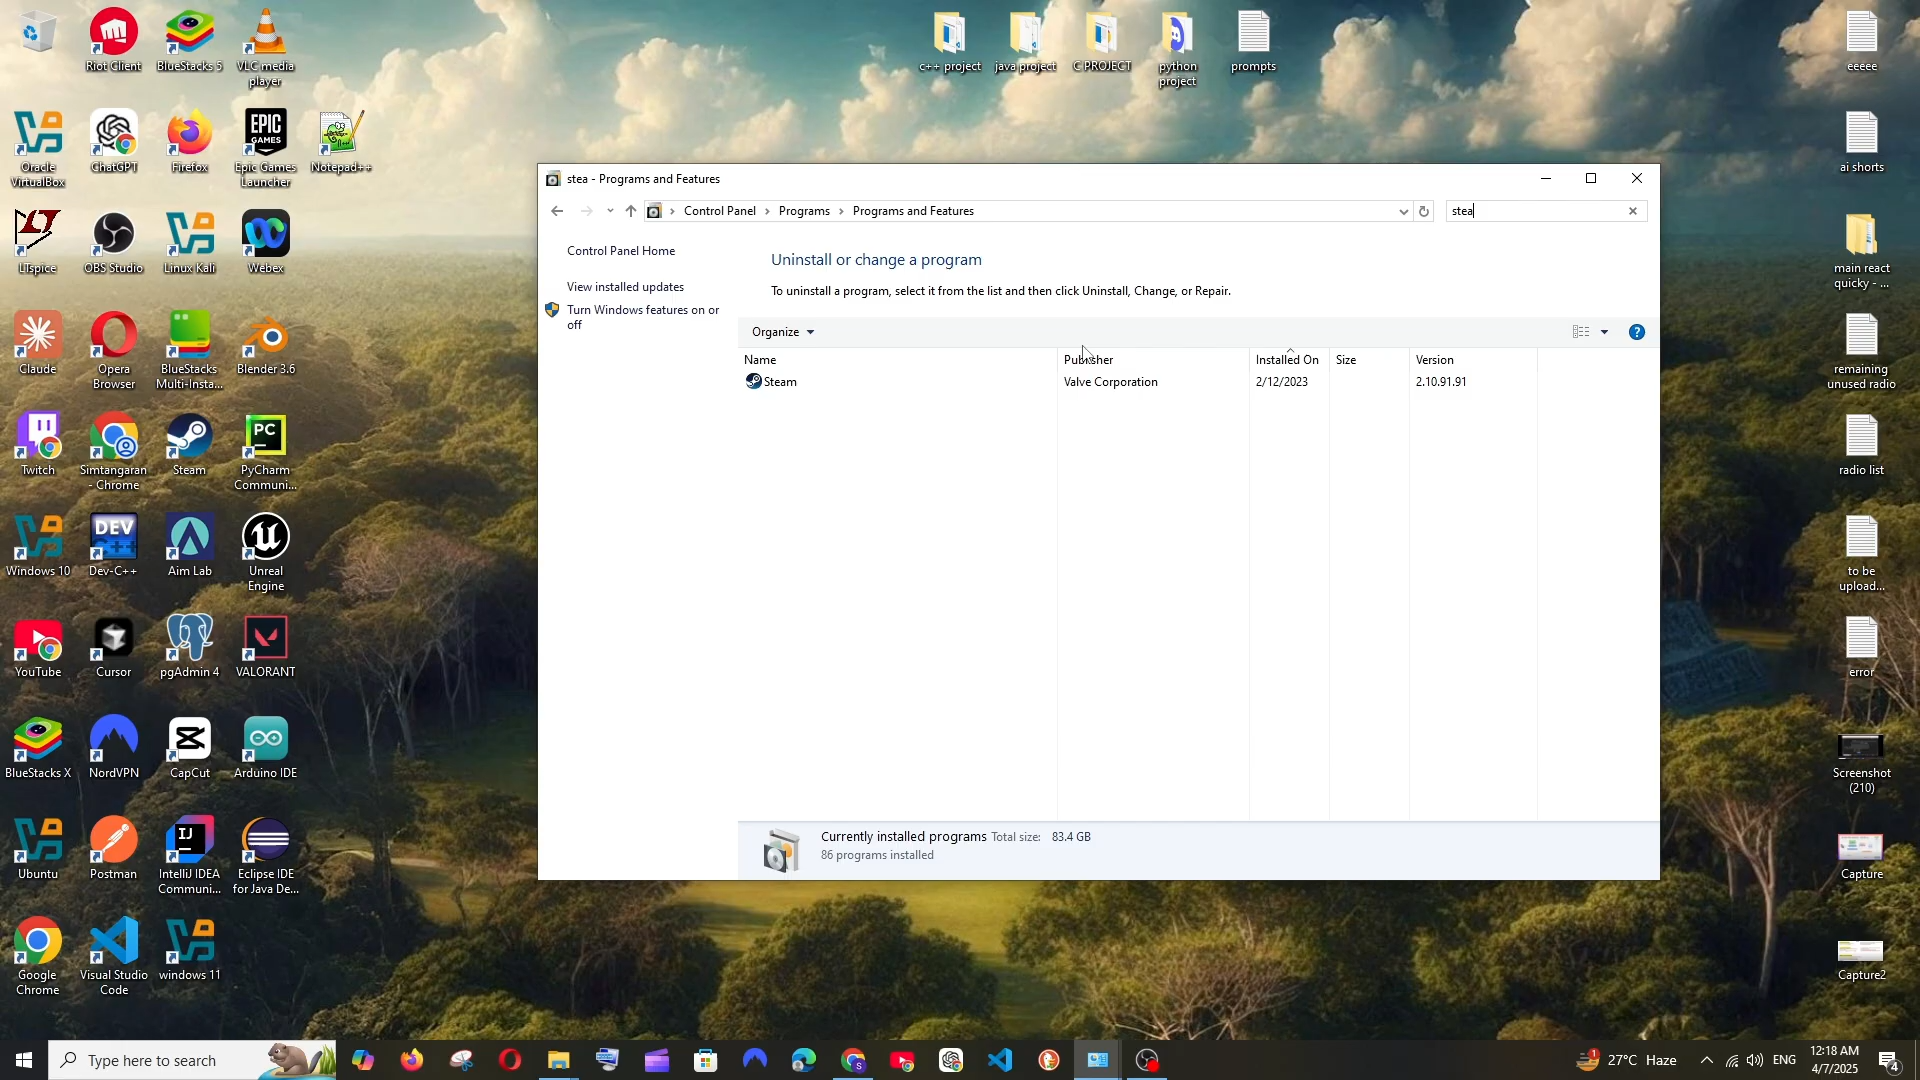 Riot Client
BlueStacks 5
VLC media
player
c++ project
java project
C PROJECT
python
project
prompts
eeeee
Oracle
VirtualBox
ChatGPT
Firefox
EPIC
GAMES
Epic Games
Launcher
Notepad++
ai shorts
stea - Programs and Features
Control Panel
Programs
Programs and Features
stea
LTspice
OBS Studio
Linux Kali
Webex
main react
quicky - ...
Control Panel Home
View installed updates
Turn Windows features on or
off
Uninstall or change a program
To uninstall a program, select it from the list and then click Uninstall, Change, or Repair.
Organize
Name
Publisher
Installed On
Size
Version
Steam
Valve Corporation
2/12/2023
2.10.91.91
Claude
Opera
Browser
BlueStacks
Multi-Insta...
Blender 3.6
remaining
unused radio
Twitch
Simtangaran
- Chrome
Steam
PC
PyCharm
Communi...
radio list
Windows 10
DEV
C++
Dev-C++
Aim Lab
Unreal
Engine
to be
upload...
YouTube
Cursor
pgAdmin 4
VALORANT
error
BlueStacks X
NordVPN
CapCut
Arduino IDE
Screenshot
(210)
Currently installed programs Total size: 83.4 GB
86 programs installed
Ubuntu
Postman
IJ
IntelliJ IDEA
Communi...
Eclipse IDE
for Java De...
Capture
Google
Chrome
Visual Studio
Code
windows 11
Capture2
Type here to search
S
1
27°C Haze
ENG
12:18 AM
4/7/2025
4